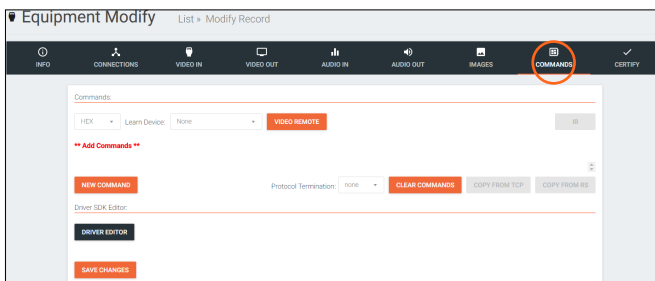 Equipment Modify List » Modify Record
INFO CONNECTIONS VIDEO IN VIDEO OUT AUDIO IN AUDIO OUT IMAGES COMMANDS CERTIFY
Commands:
HEX Learn Device: None VIDEO REMOTE IR
** Add Commands **
NEW COMMAND Protocol Termination: none CLEAR COMMANDS COPY FROM TCP COPY FROM RS
Driver SDK Editor:
DRIVER EDITOR
SAVE CHANGES